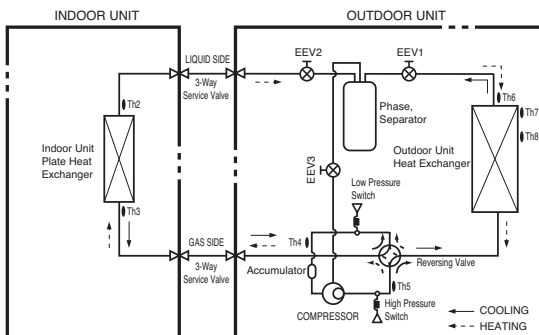 INDOOR UNIT
OUTDOOR UNIT
LIQUID SIDE
3-Way
Service Valve
EEV2
EEV1
Th2
Phase,
Separator
Th6
Th7
Th8
Indoor Unit
Plate Heat
Exchanger
Outdoor Unit
Heat Exchanger
EEV3
Low Pressure
Switch
Th3
GAS SIDE
3-Way
Service Valve
Th4
Accumulator
Reversing Valve
Th5
COMPRESSOR
High Pressure
Switch
COOLING
HEATING